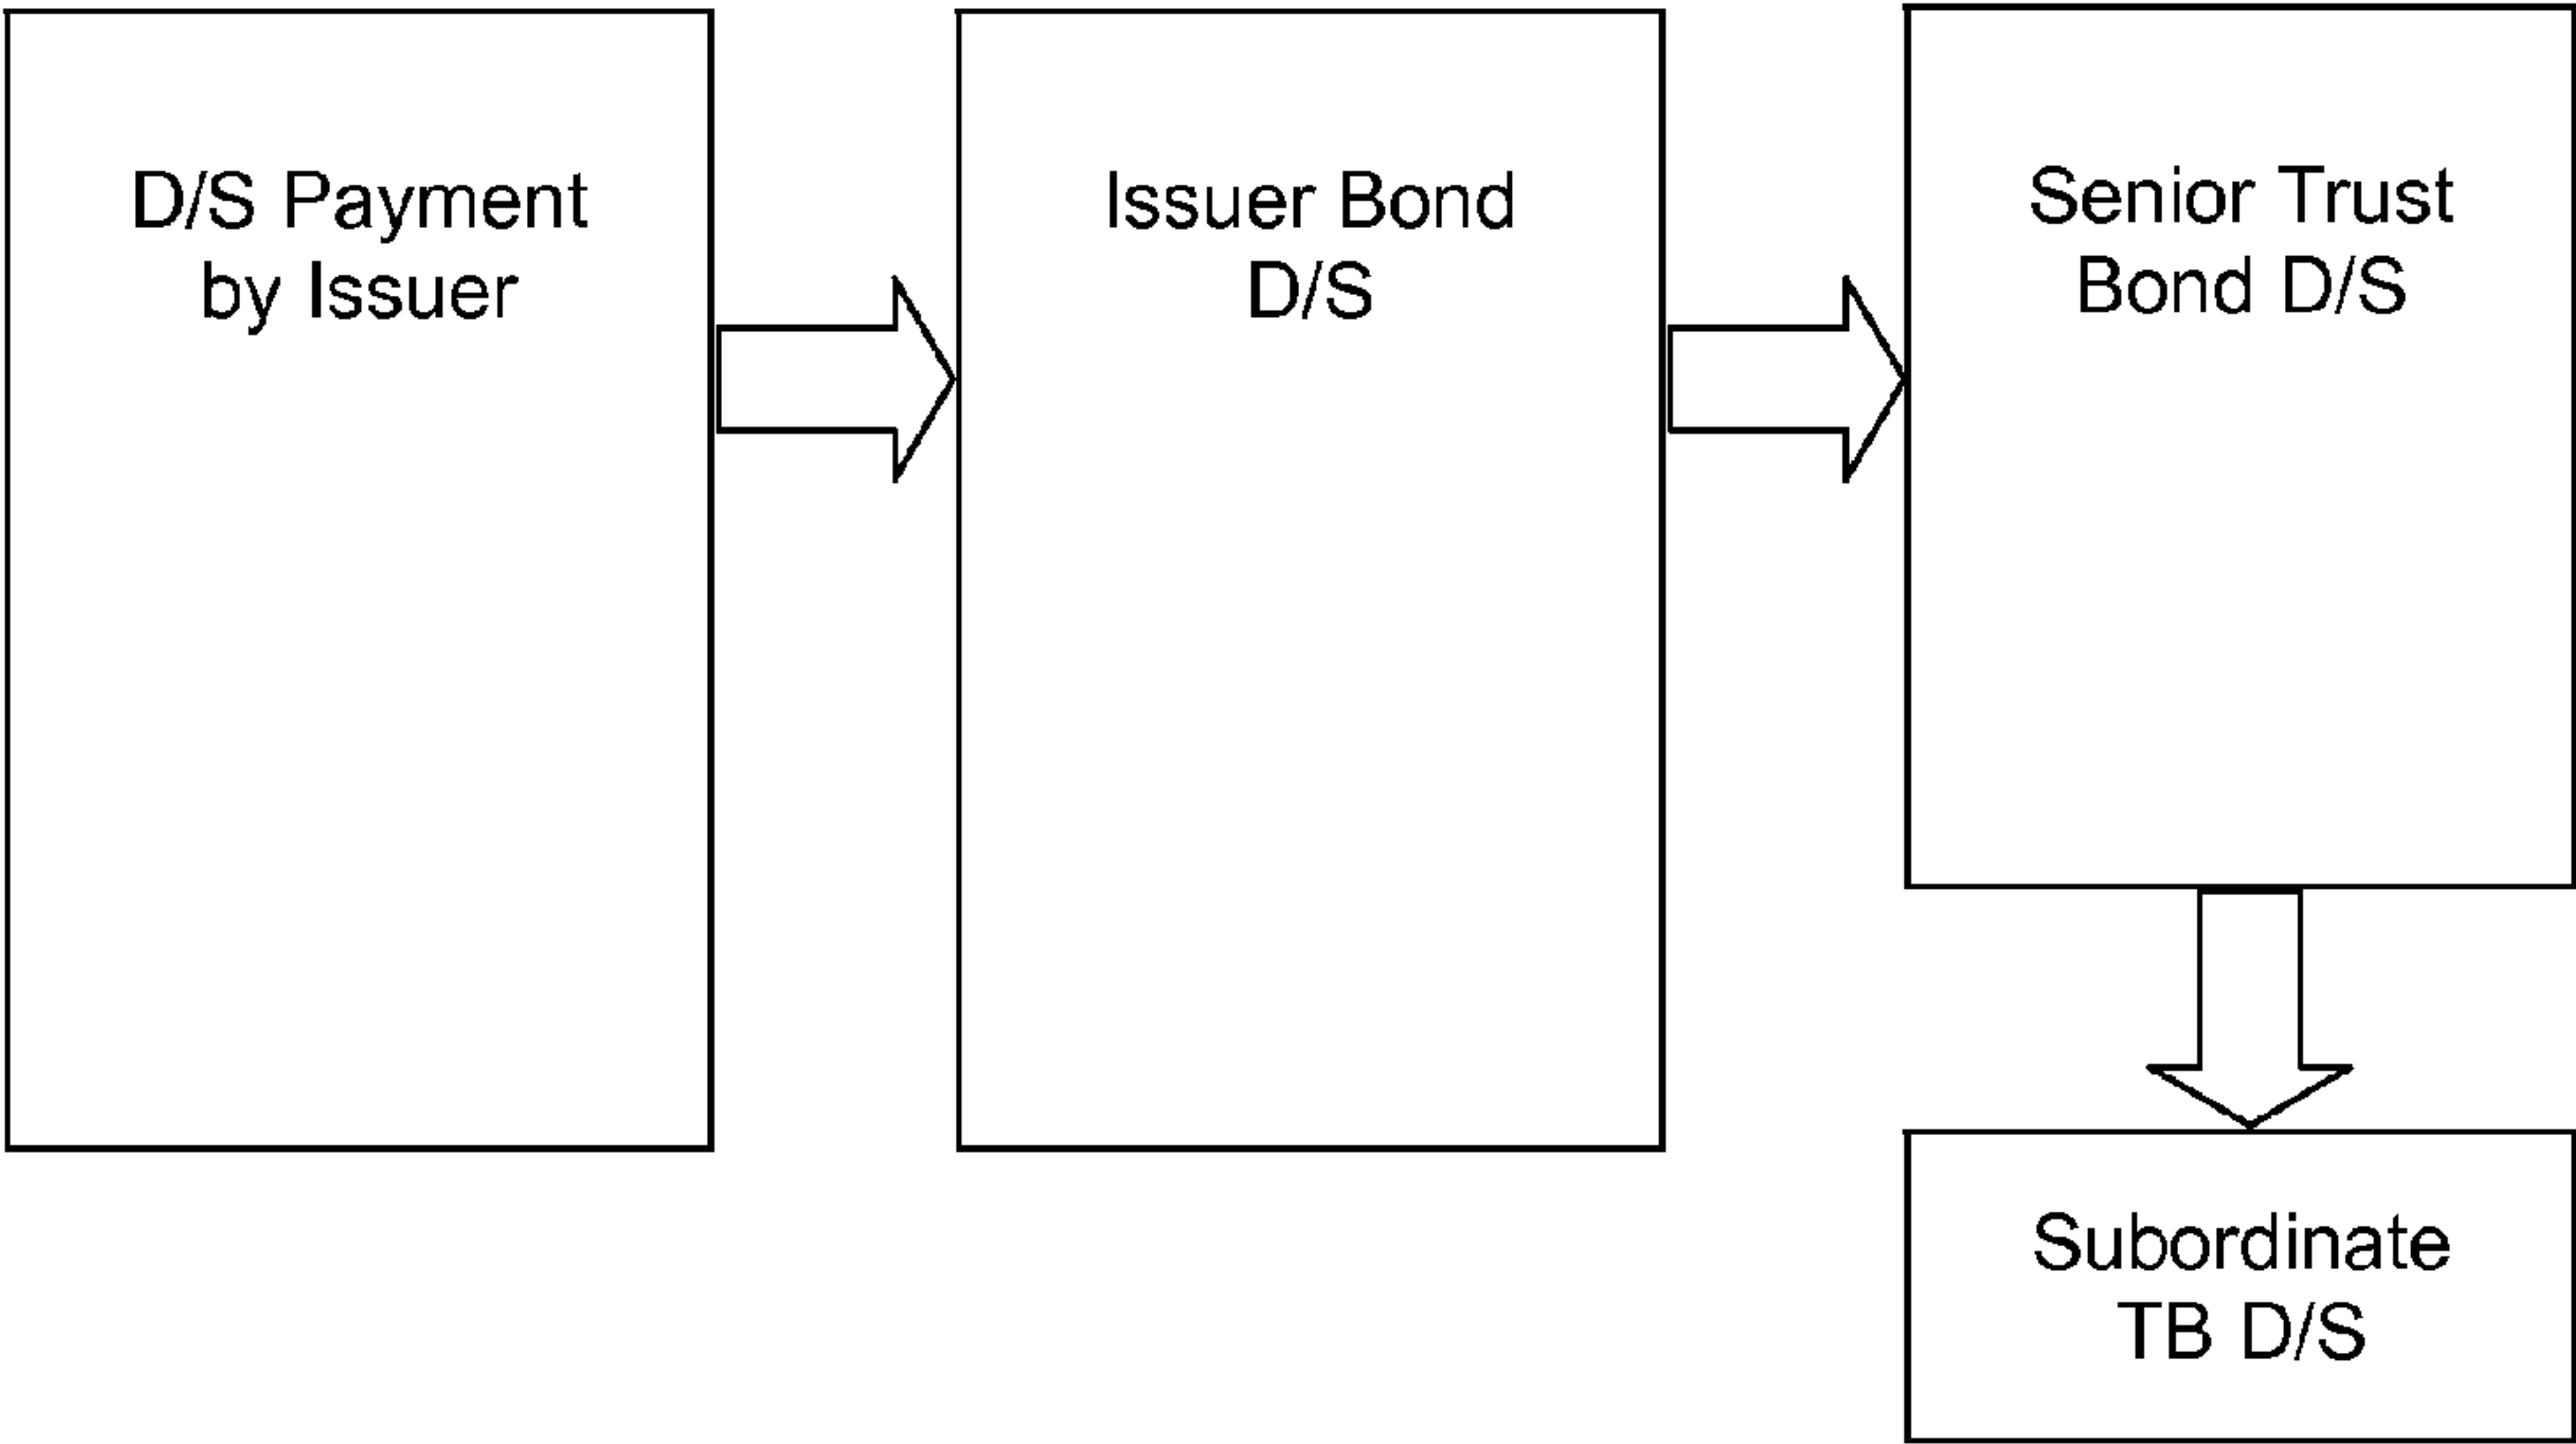 D/S Payment
by Issuer
Issuer Bond
D/S
Senior Trust
Bond D/S
Subordinate
TB D/S